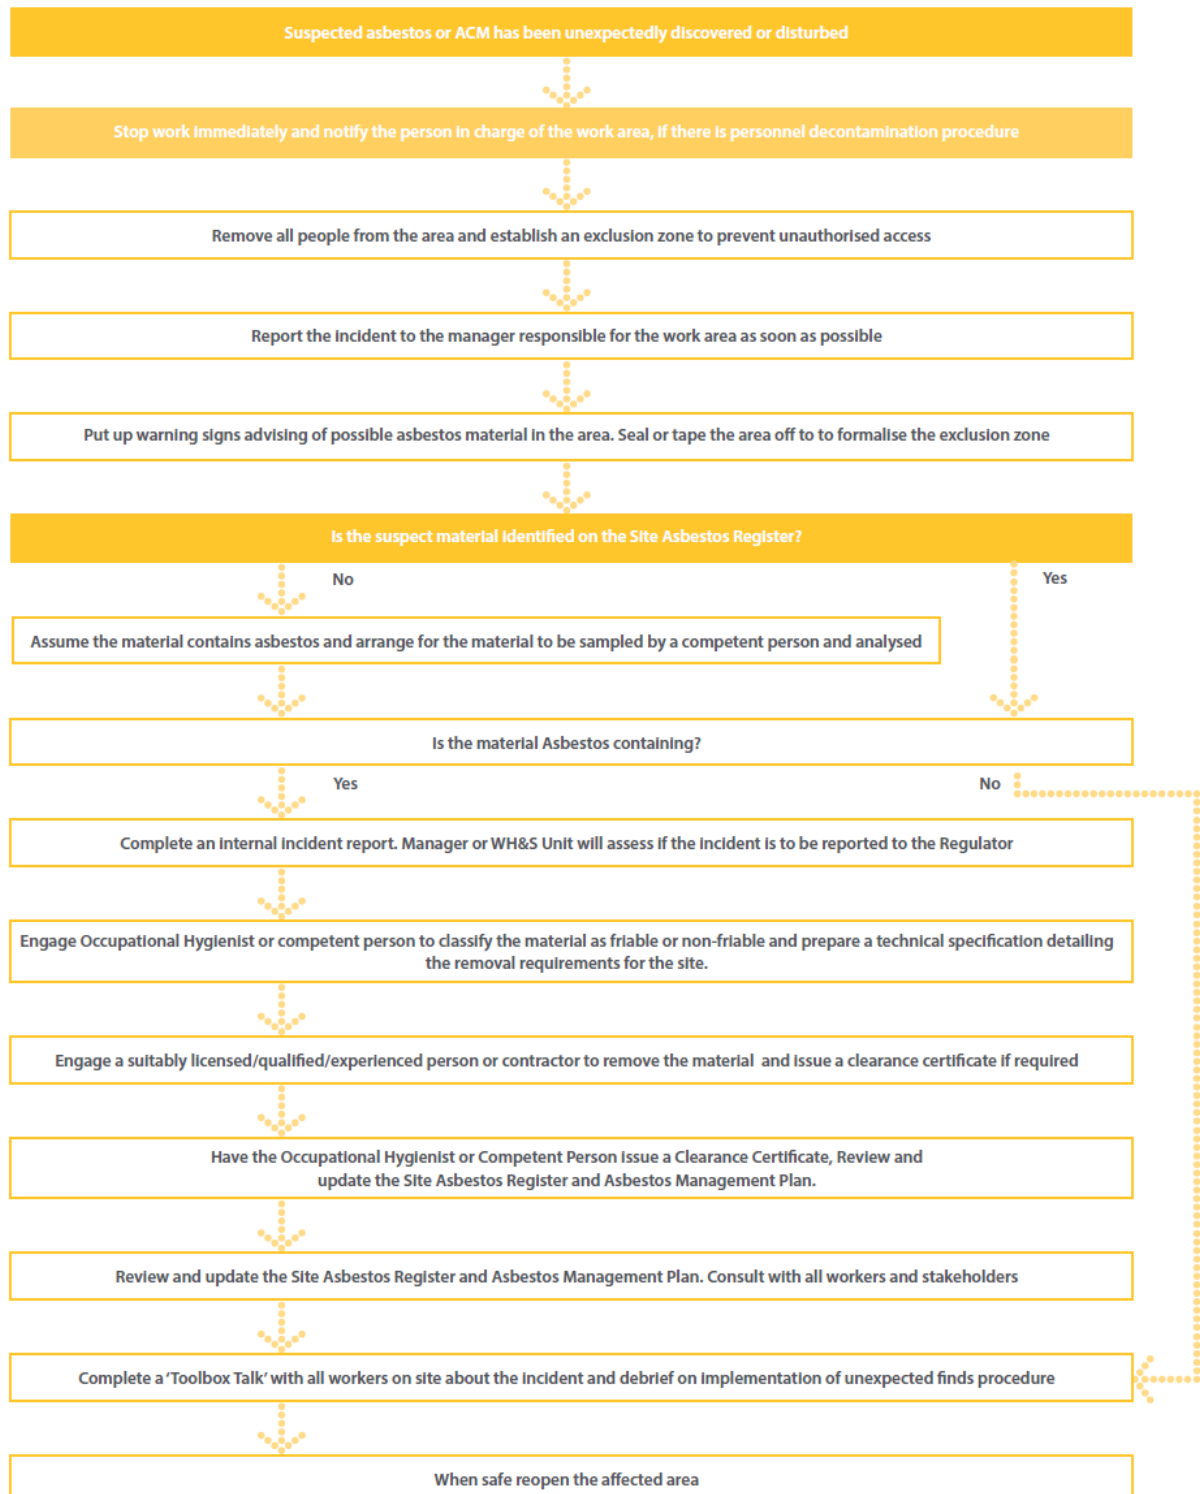 Suspected asbestos or ACM has been unexpectedly discovered or disturbed
Stop work immediately and notify the person in charge of the work area, if there is personnel decontamination procedure
Remove all people from the area and establish an exclusion zone to prevent unauthorised access
Report the incident to the manager responsible for the work area as soon as possible
Put up warning signs advising of possible asbestos material in the area. Seal or tape the area off to to formalise the exclusion zone
Is the suspect material identified on the Site Asbestos Register?
No
Yes
Assume the material contains asbestos and arrange for the material to be sampled by a competent person and analysed
Is the material Asbestos containing?
Yes
No
Complete an internal incident report. Manager or WH&S Unit will assess if the incident is to be reported to the Regulator
Engage Occupational Hygienist or competent person to classify the material as friable or non-friable and prepare a technical specification detailing
the removal requirements for the site.
Engage a suitably licensed/qualified/experienced person or contractor to remove the material and issue a clearance certificate if required
Have the Occupational Hygienist or Competent Person issue a Clearance Certificate, Review and
update the Site Asbestos Register and Asbestos Management Plan.
Review and update the Site Asbestos Register and Asbestos Management Plan. Consult with all workers and stakeholders
Complete a 'Toolbox Talk' with all workers on site about the incident and debrief on implementation of unexpected finds procedure
When safe reopen the affected area